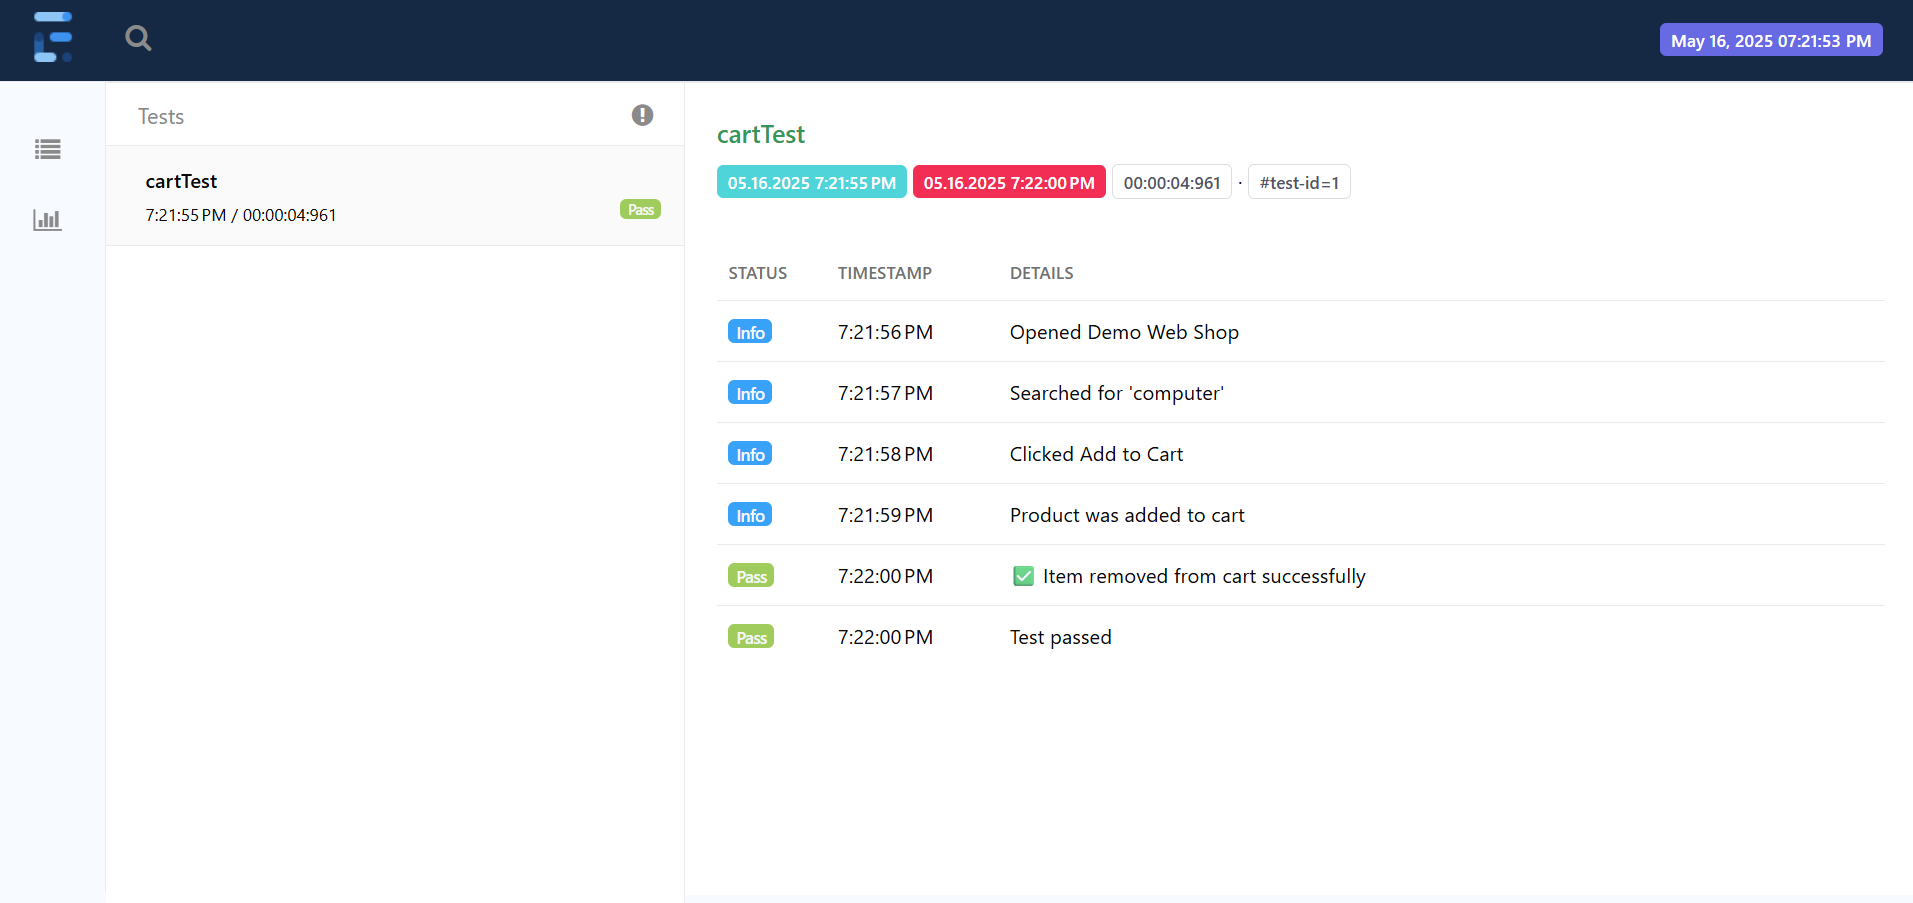 May 16, 2025 07:21:53 PM
Tests
cartTest
7:21:55 PM / 00:00:04:961
Pass
cartTest
05.16.2025 7:21:55 PM 05.16.2025 7:22:00 PM 00:00:04:961 · #test-id=1
STATUS TIMESTAMP DETAILS
Info 7:21:56 PM Opened Demo Web Shop
Info 7:21:57 PM Searched for 'computer'
Info 7:21:58 PM Clicked Add to Cart
Info 7:21:59 PM Product was added to cart
Pass 7:22:00 PM ✅ Item removed from cart successfully
Pass 7:22:00 PM Test passed